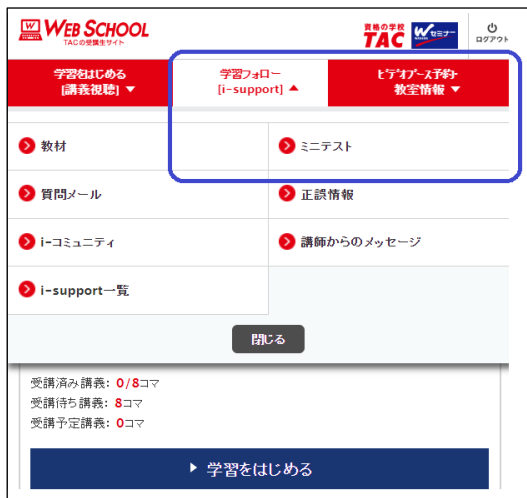 WEB SCHOOL
TACの受講生サイト
資格の学校
TAC Wセミナー
ログアウト
学習をはじめる
[講義視聴] ▼
学習フォロー
[i-support] ▲
ビデオブース予約・
教室情報 ▼
教材
ミニテスト
質問メール
正誤情報
i-コミュニティ
講師からのメッセージ
i-support一覧
閉じる
受講済み講義: 0/8コマ
受講待ち講義: 8コマ
受講予定講義: 0コマ
学習をはじめる